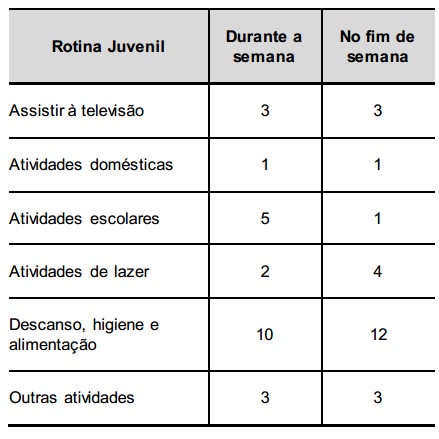 Rotina Juvenil Durante a semana No fim de semana
Assistir à televisão 3 3
Atividades domésticas 1 1
Atividades escolares 5 1
Atividades de lazer 2 4
Descanso, higiene e alimentação 10 12
Outras atividades 3 3